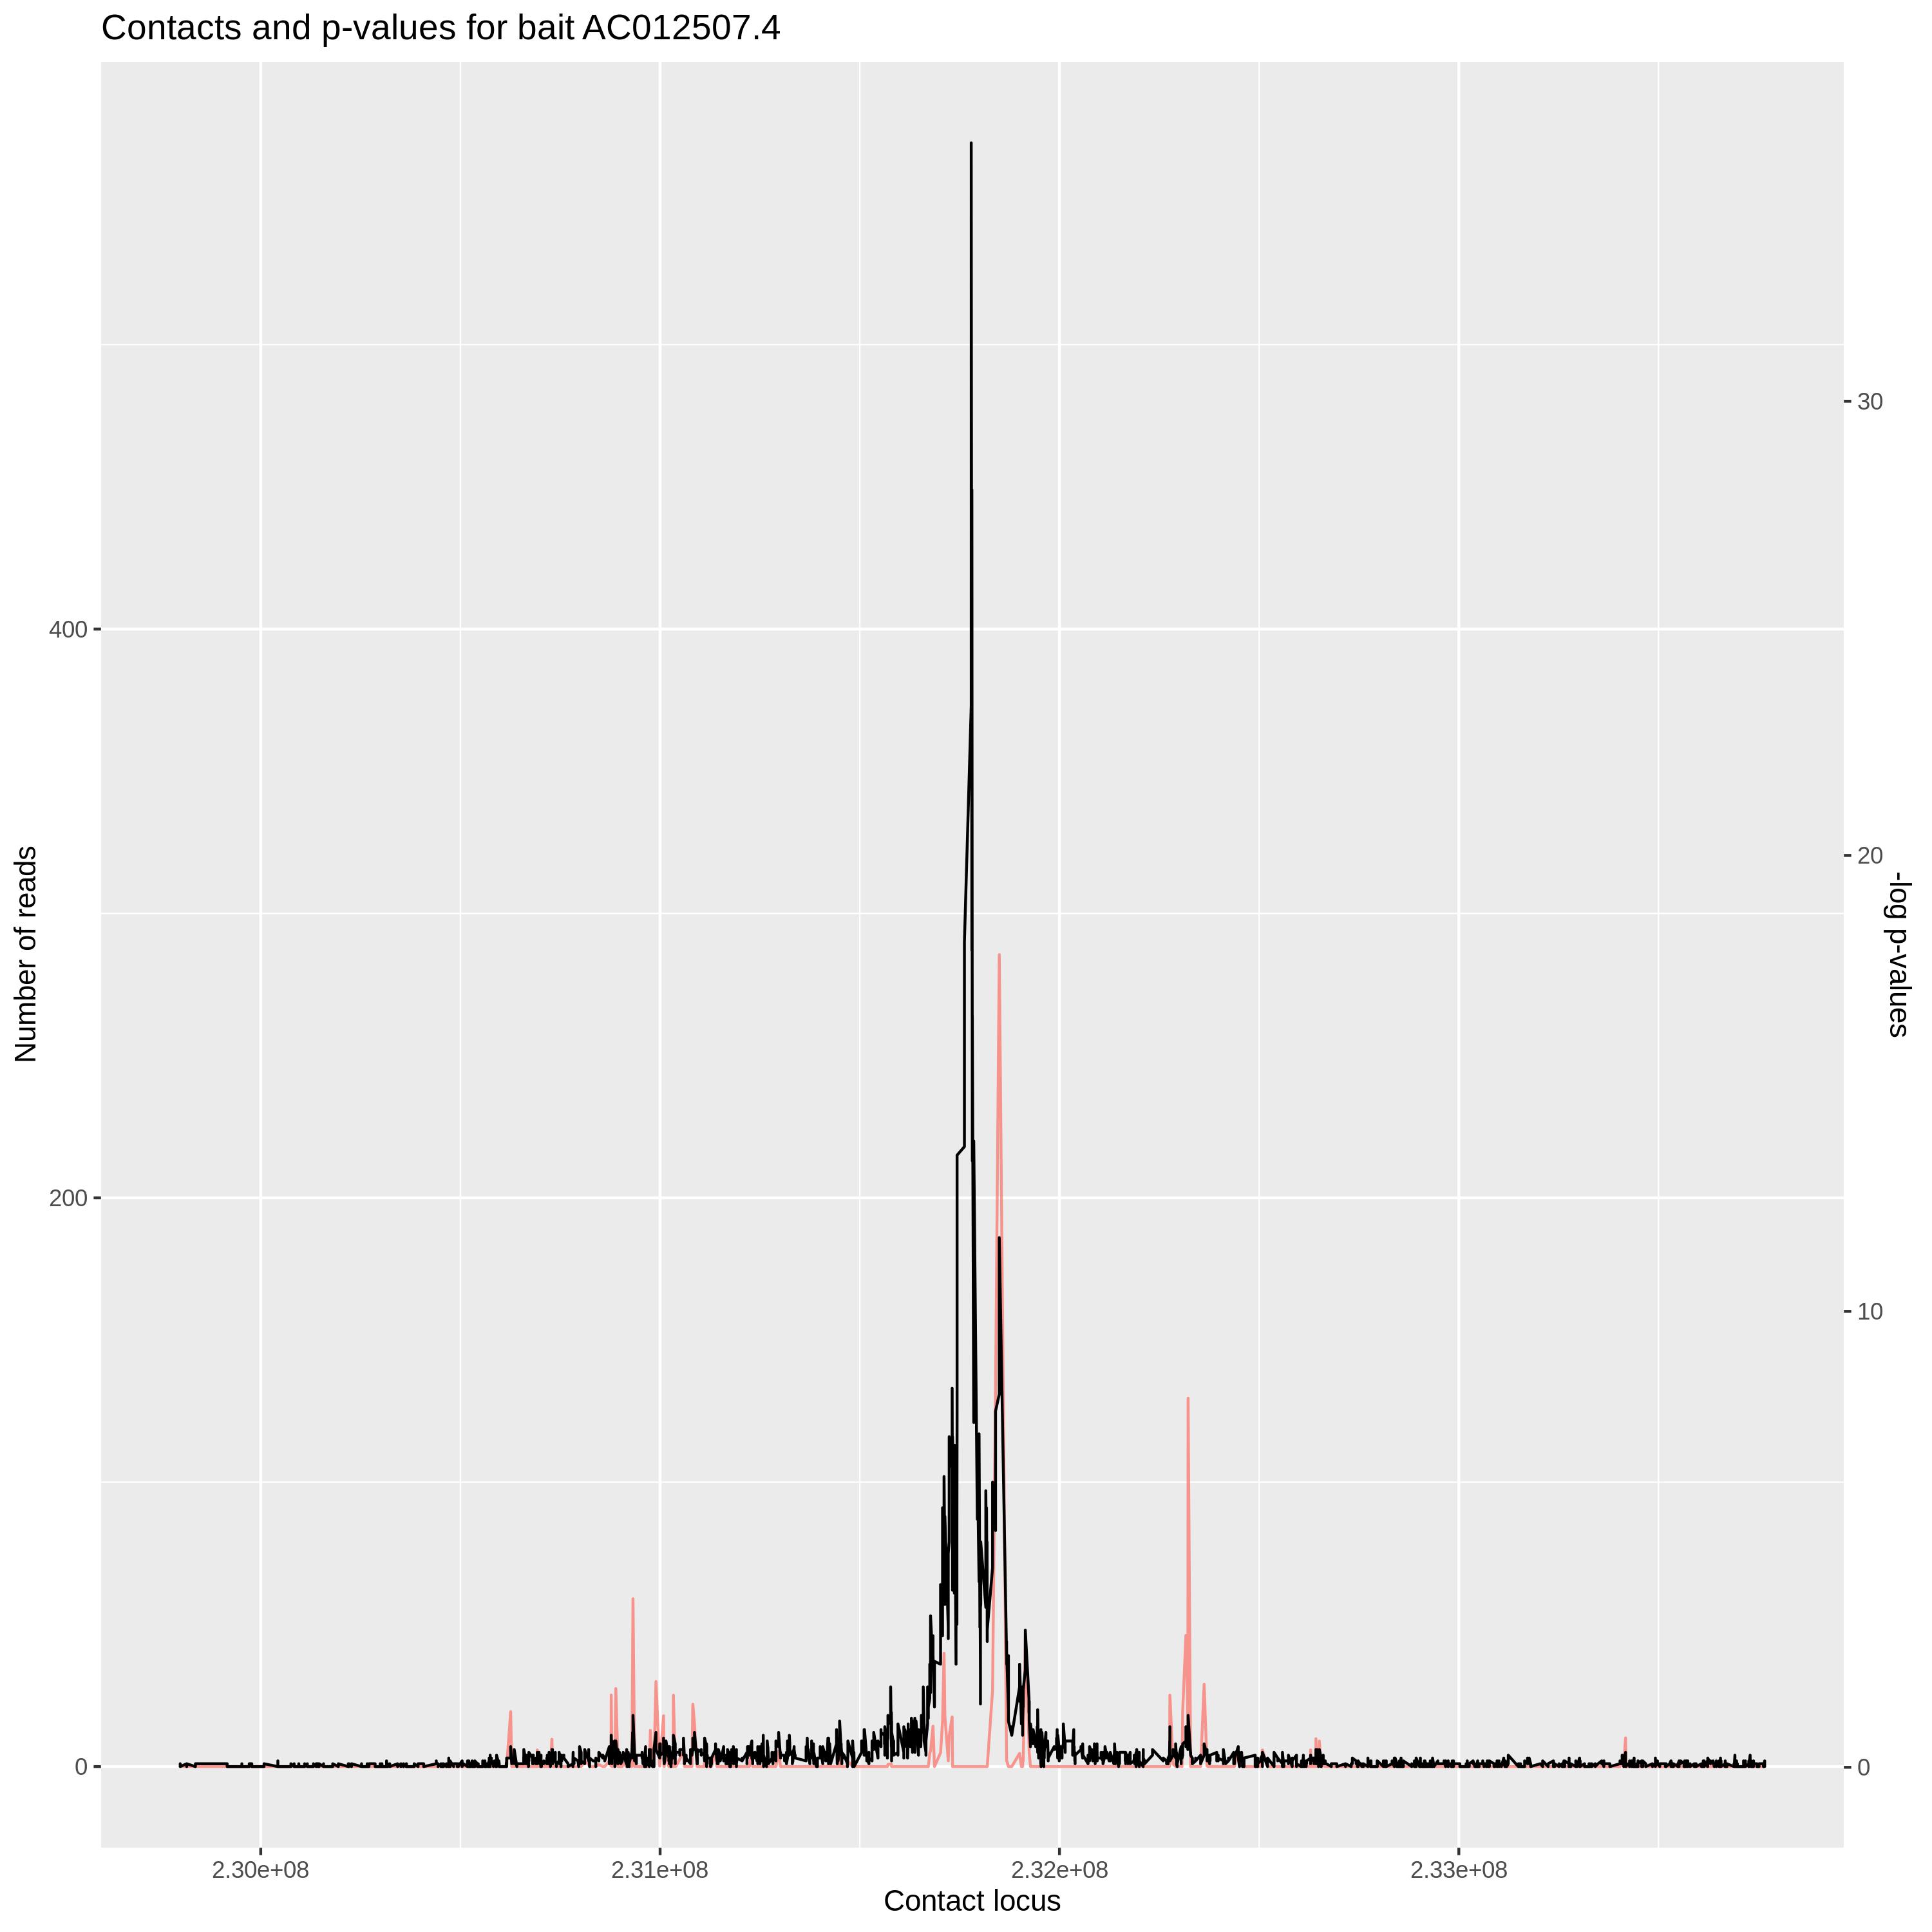 Contacts and p-values for bait AC012507.4
Number of reads
400
200
0
30
20
10
0
-log p-values
2.30e+08
2.31e+08
2.32e+08
2.33e+08
Contact locus